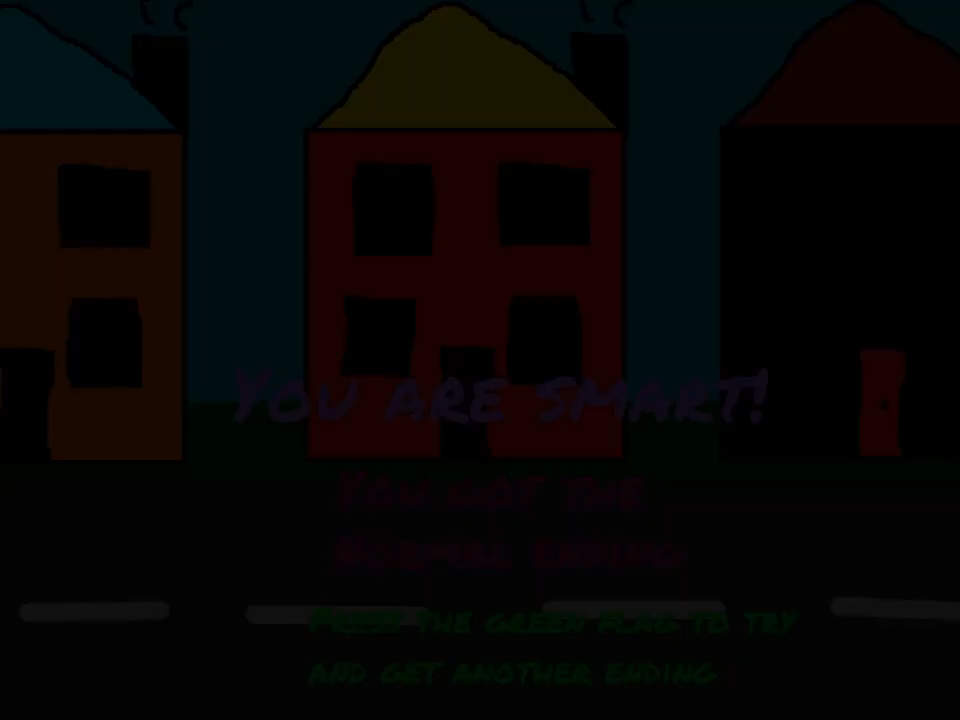 You are smart!
You got the
Normal ending
Press the green flag to try
and get another ending